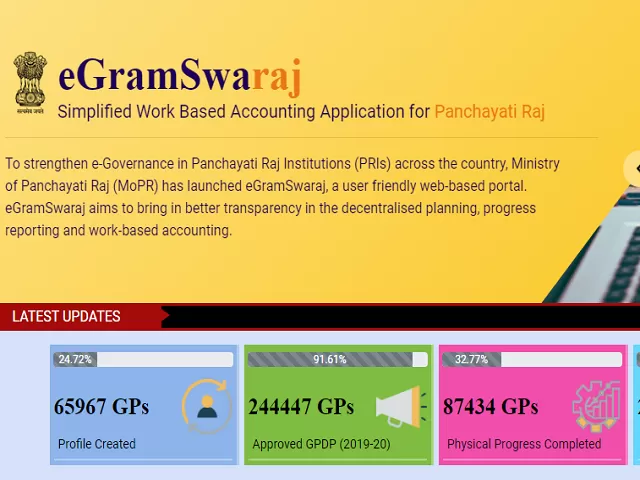 eGramSwaraj
सत्यमेव जयते
Simplified Work Based Accounting Application for Panchayati Raj
To strengthen e-Governance in Panchayati Raj Institutions (PRIs) across the country, Ministry
of Panchayati Raj (MoPR) has launched eGramSwaraj, a user friendly web-based portal.
eGramSwaraj aims to bring in better transparency in the decentralised planning, progress
reporting and work-based accounting.
LATEST UPDATES
24.72%
65967 GPs
Profile Created
91.61%
244447 GPs
Approved GPDP (2019-20)
32.77%
87434 GPs
Physical Progress Completed